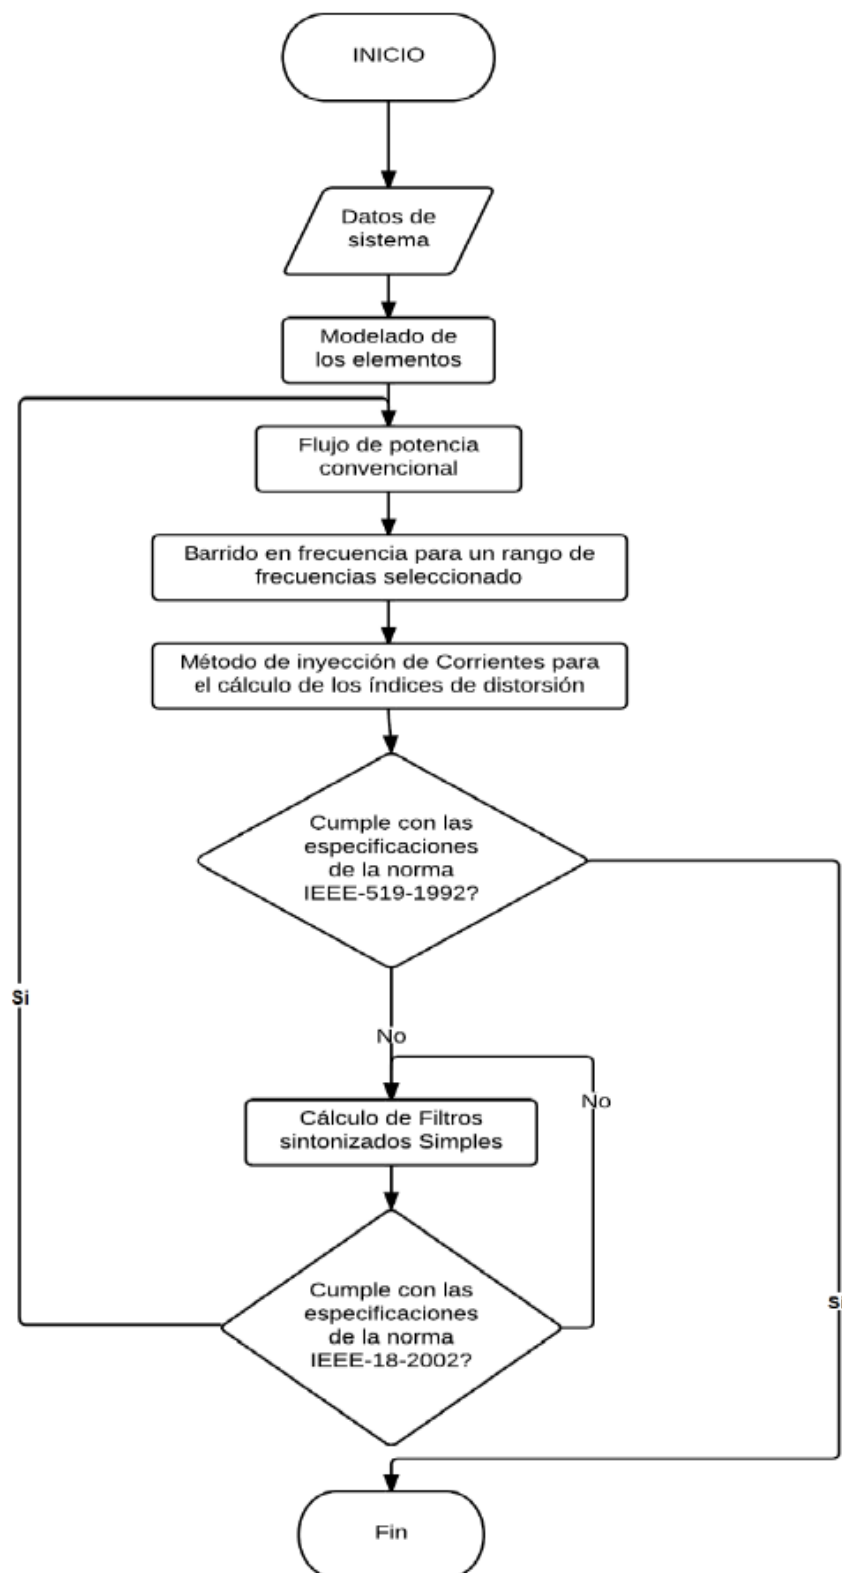 INICIO
Datos de
sistema
Modelado de
los elementos
Flujo de potencia
convencional
Barrido en frecuencia para un rango de
frecuencias seleccionado
Método de inyección de Corrientes para
el cálculo de los índices de distorsión
Cumple con las
especificaciones
de la norma
IEEE-519-1992?
Si
No
No
Cálculo de Filtros
sintonizados Simples
Cumple con las
especificaciones
de la norma
IEEE-18-2002?
Si
Fin